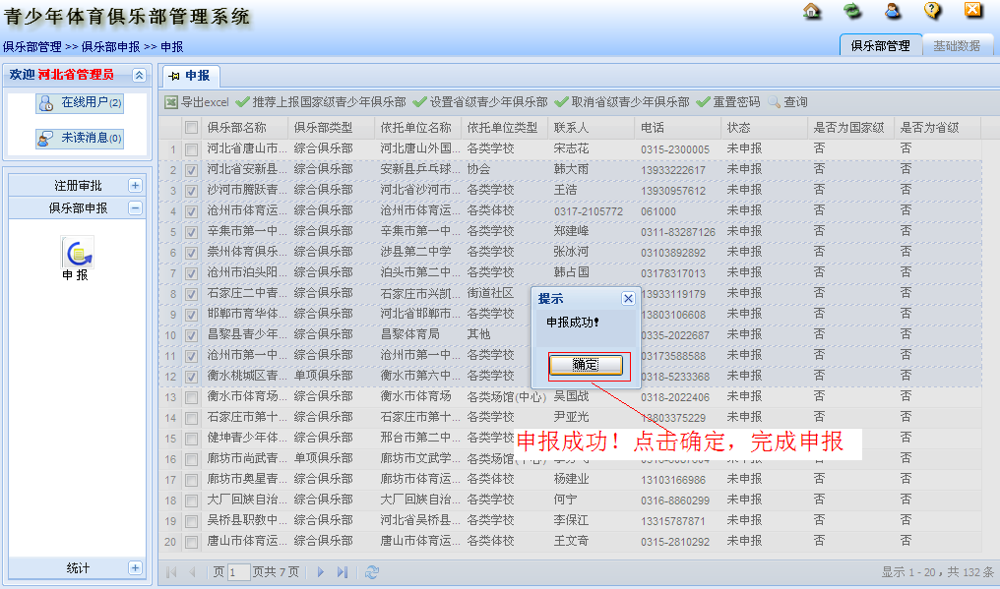 青少年体育俱乐部管理系统
俱乐部管理 >> 俱乐部申报 >> 申报
俱乐部管理 基础数据
欢迎 河北省管理员
在线用户(2)
未读消息(0)
注册审批
俱乐部申报
申 报
统计
申报
导出excel 推荐上报国家级青少年俱乐部 设置省级青少年俱乐部 取消省级青少年俱乐部 重置密码 查询
俱乐部名称 俱乐部类型 依托单位名称 依托单位类型 联系人 电话 状态 是否为国家级 是否为省级
1 河北省唐山市... 综合俱乐部 河北唐山外国... 各类学校 宋志花 0315-2300005 未申报 否 否
2 河北省安新县... 综合俱乐部 安新县乒乓球... 协会 韩大雨 13933222617 未申报 否 否
3 沙河市腾跃青... 综合俱乐部 河北省沙河市... 各类学校 王浩 13930957612 未申报 否 否
4 沧州市体育运... 综合俱乐部 沧州市体育运... 各类体校 0317-2105772 061000 未申报 否 否
5 辛集市第一中... 综合俱乐部 辛集市第一中... 各类学校 郑建峰 0311-83287126 未申报 否 否
6 崇州体育俱乐... 综合俱乐部 涉县第二中学 各类学校 张冰河 03103892892 未申报 否 否
7 沧州市泊头阳... 综合俱乐部 泊头市第二中... 各类学校 韩占国 03178317013 未申报 否 否
8 石家庄二中青... 综合俱乐部 石家庄市兴凯... 街道社区 13933119179 未申报 否 否
9 邯郸市育华体... 综合俱乐部 河北省邯郸市... 各类学校 13803106608 未申报 否 否
10 昌黎县青少年... 综合俱乐部 昌黎体育局 其他 0335-2022687 未申报 否 否
11 沧州市第一中... 综合俱乐部 沧州市第一中... 各类学校 03173588588 未申报 否 否
12 衡水桃城区青... 单项俱乐部 衡水市第六中... 各类学校 0318-5233368 未申报 否 否
13 衡水市体育场... 综合俱乐部 衡水市体育场 各类场馆(中心) 吴国战 0318-2022406 未申报 否 否
14 石家庄市第十... 综合俱乐部 石家庄市第十... 各类学校 尹亚光 13803375229 未申报 否 否
15 健坤青少年体... 综合俱乐部 邢台市第二中... 否
16 廊坊市尚武青... 单项俱乐部 廊坊市文武学... 否
17 廊坊市奥星青... 综合俱乐部 廊坊市体育运... 各类体校 杨建业 13103166986 未申报 否 否
18 大厂回族自治... 综合俱乐部 大厂回族自治... 各类学校 何宁 0316-8860299 未申报 否 否
19 吴桥县职教中... 综合俱乐部 河北省吴桥县... 各类学校 李保江 13315787871 未申报 否 否
20 唐山市体育运... 综合俱乐部 唐山市体育运... 各类体校 王文奇 0315-2810292 未申报 否 否
提示
申报成功!
确定
申报成功！点击确定，完成申报
页 1 页共 7 页
显示 1 - 20，共 132 条